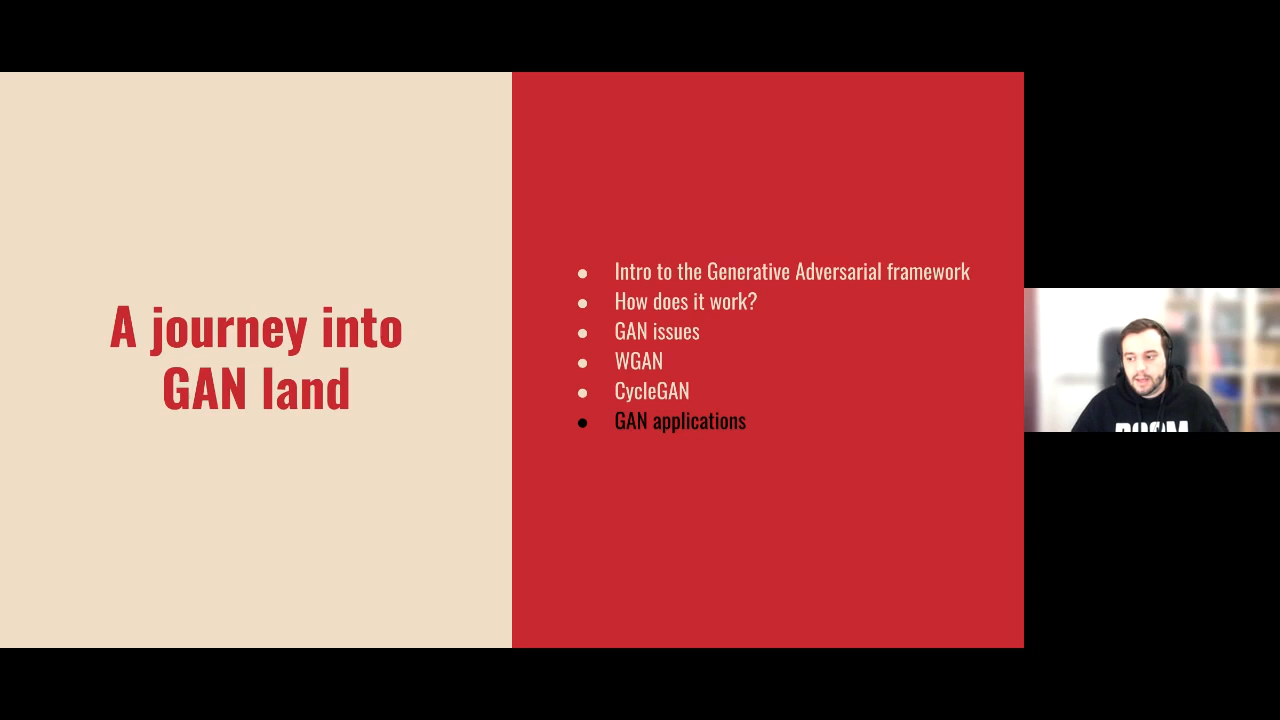 A journey into
GAN land
● Intro to the Generative Adversarial framework
● How does it work?
● GAN issues
● WGAN
● CycleGAN
● GAN applications